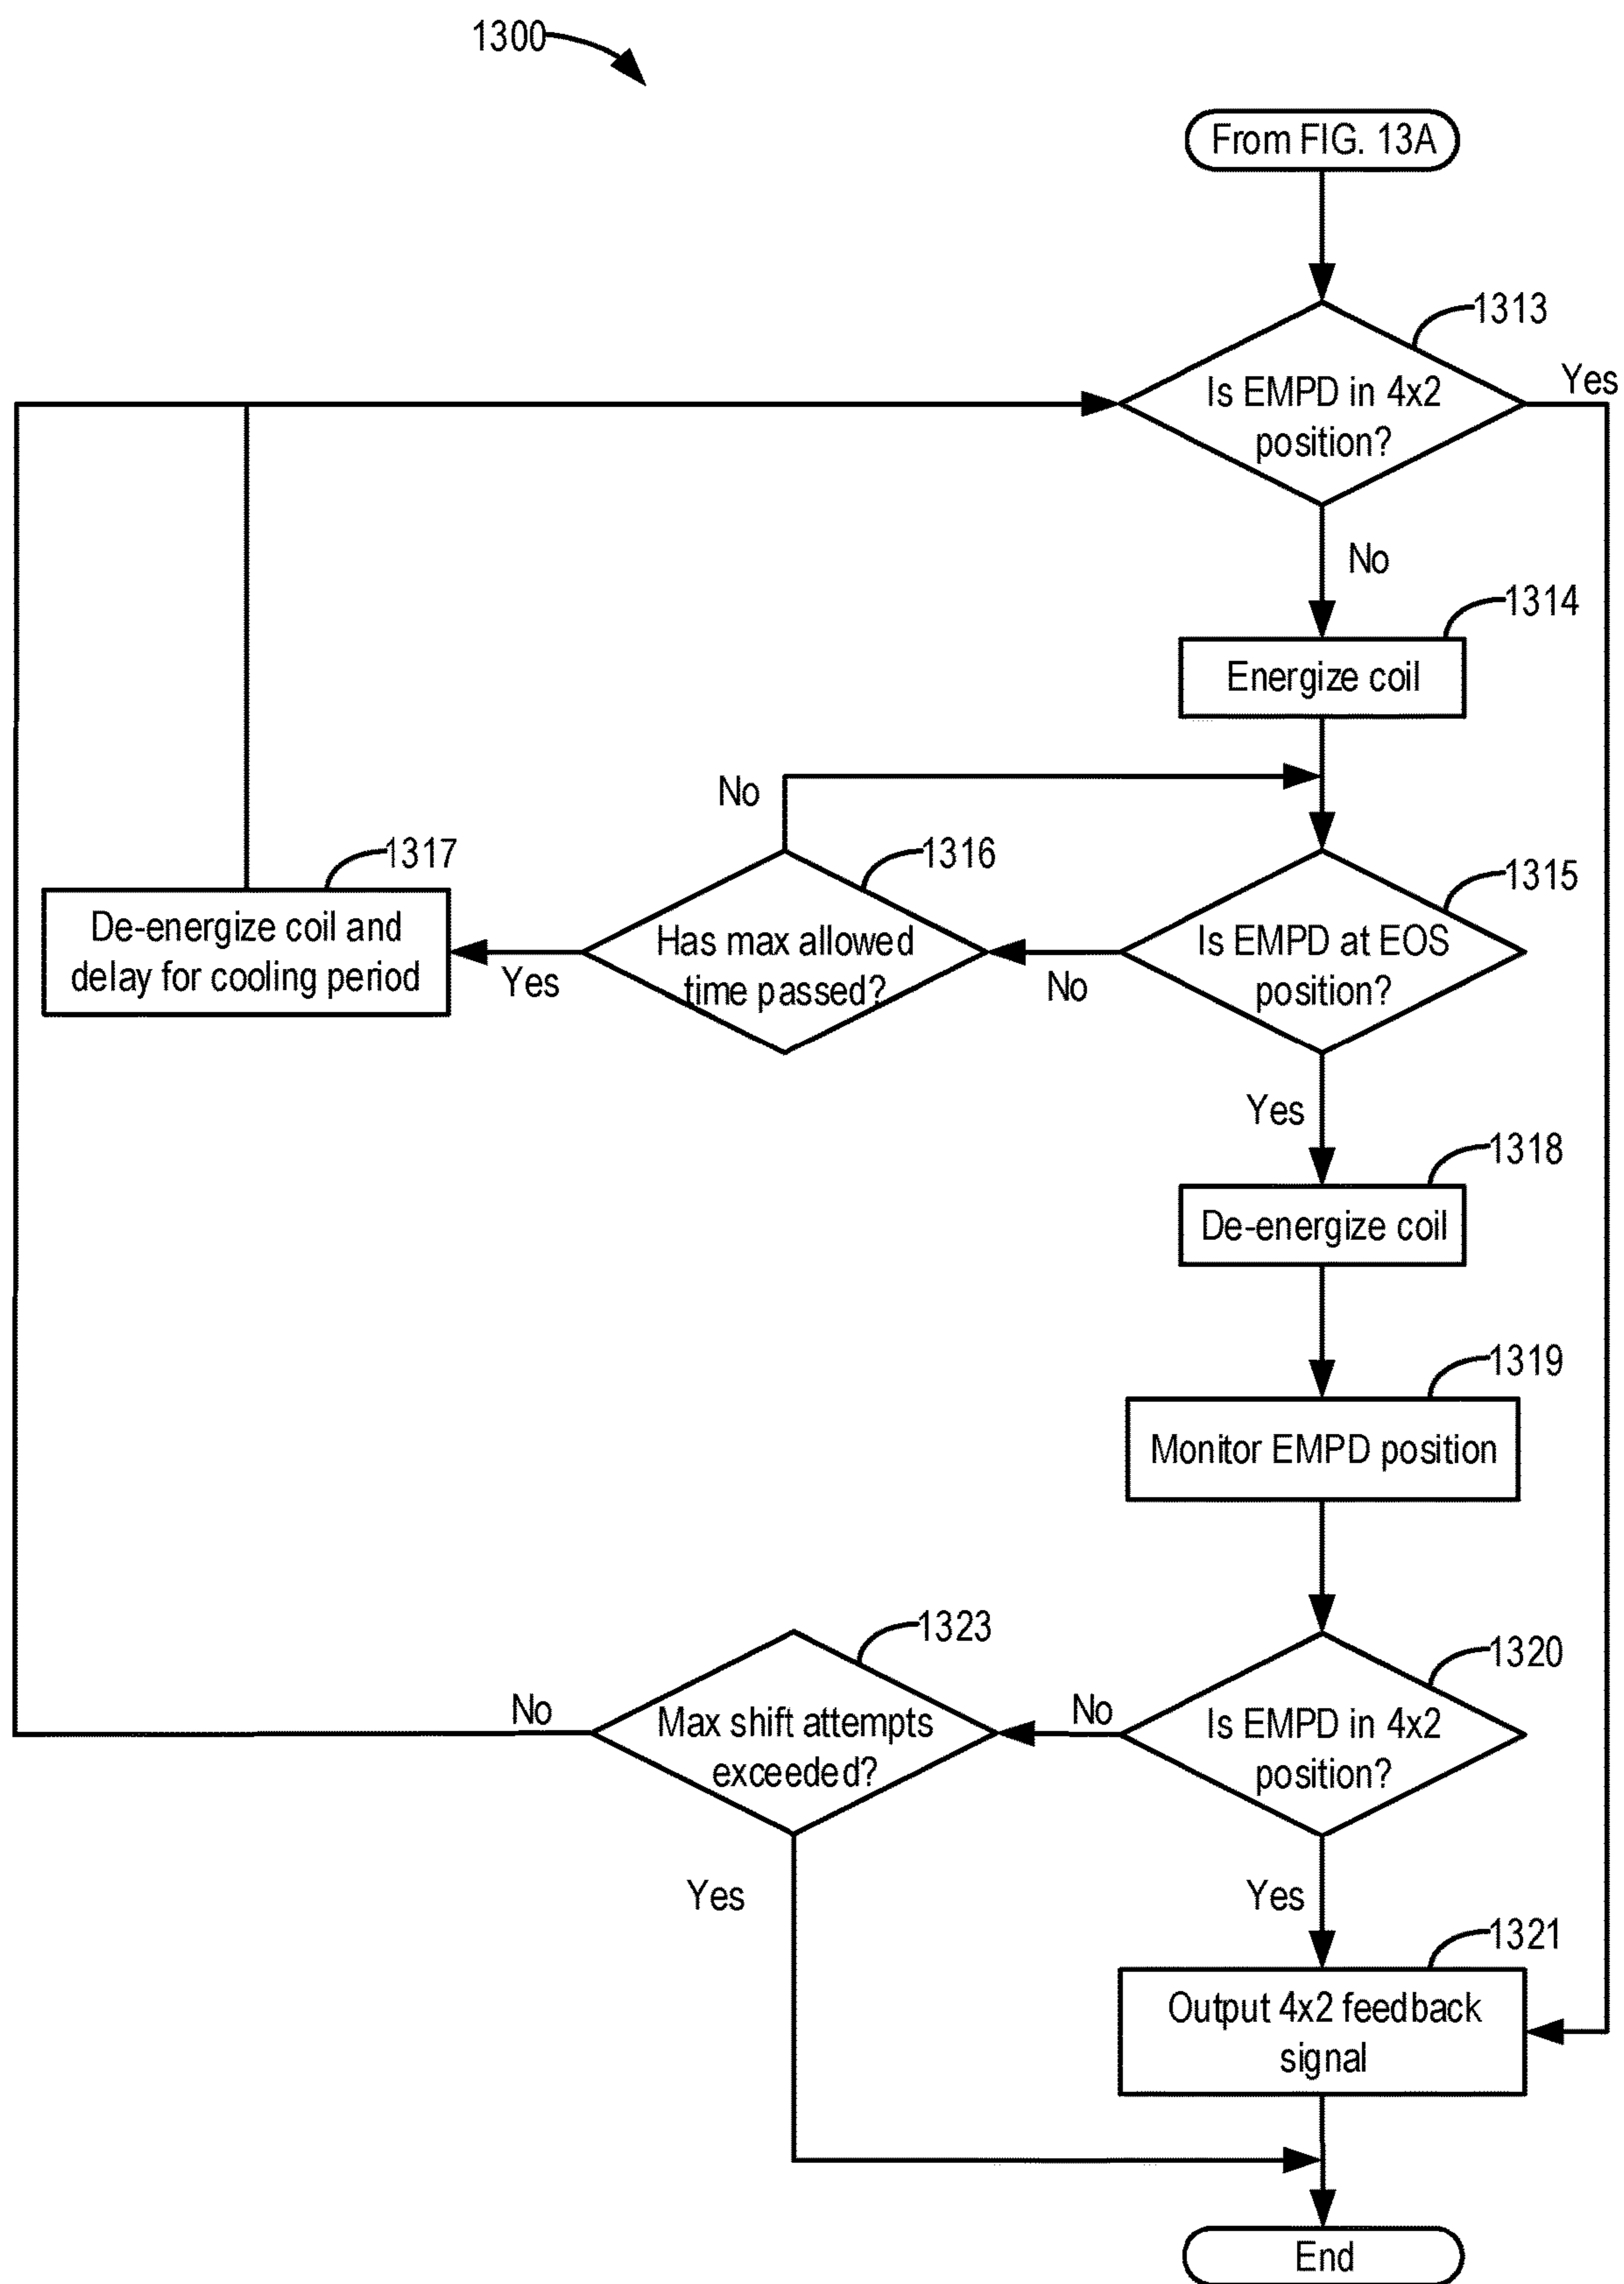 1300
From FIG. 13A
1313
Is EMPD in 4x2
position?
Yes
No
1314
Energize coil
No
1317
De-energize coil and
delay for cooling period
Yes
1316
Has max allowed
time passed?
No
1315
Is EMPD at EOS
position?
Yes
1318
De-energize coil
1319
Monitor EMPD position
1323
Max shift attempts
exceeded?
No
No
1320
Is EMPD in 4x2
position?
Yes
Yes
1321
Output 4x2 feedback
signal
End